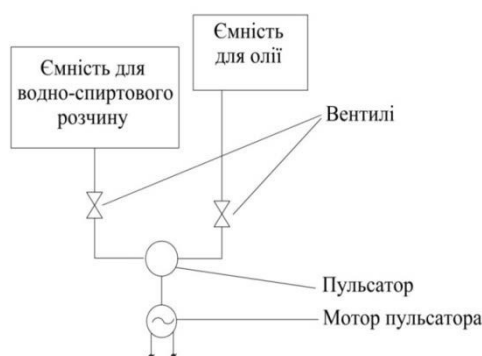 Ємність для
водно-спиртового
розчину
Ємність
для олії
Вентилі
Пульсатор
Мотор пульсатора